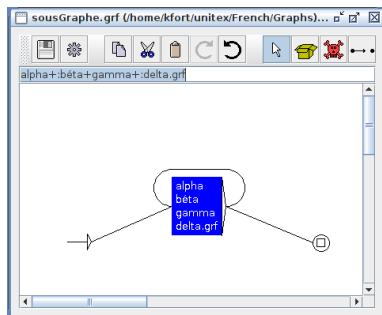 sousGraphe.grf (/home/kfort/unitex/French/Graphs)...
alpha+:béta+gamma+:delta.grf
alpha
béta
gamma
delta.grf